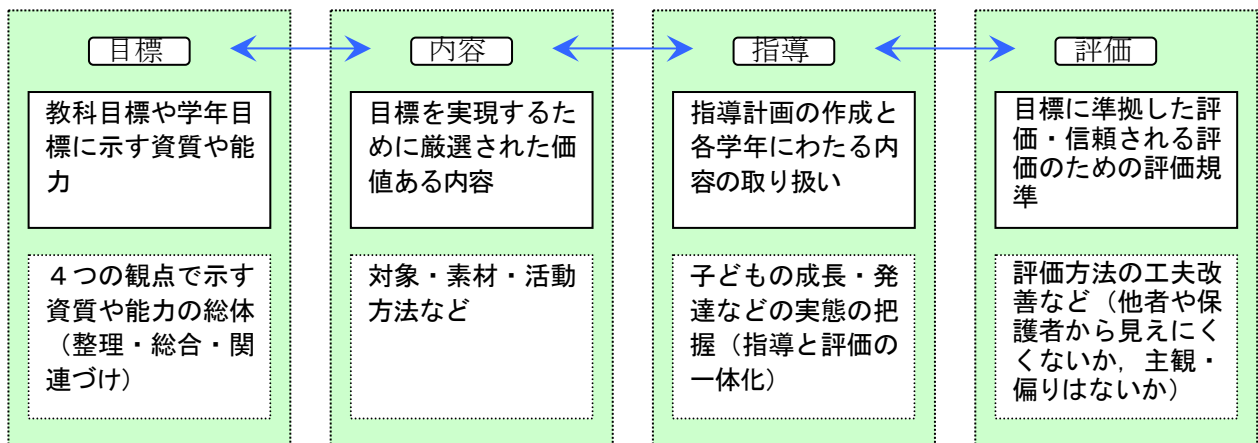 目標
教科目標や学年目
標に示す資質や能
力
４つの観点で示す
資質や能力の総体
（整理・総合・関
連づけ）
内容
目標を実現するた
めに厳選された価
値ある内容
対象・素材・活動
方法など
指導
指導計画の作成と
各学年にわたる内
容の取り扱い
子どもの成長・発
達などの実態の把
握（指導と評価の
一体化）
評価
目標に準拠した評
価・信頼される評
価のための評価規
準
評価方法の工夫改
善など（他者や保
護者から見えにく
くないか，主観・
偏りはないか）